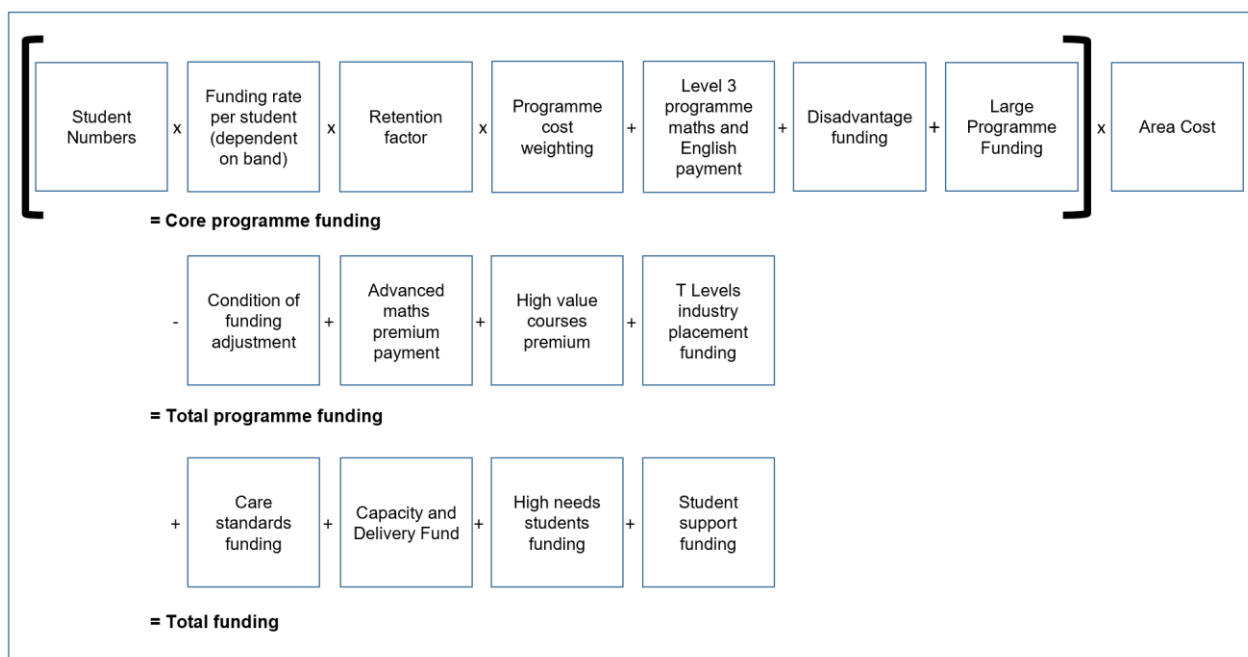 Student
Numbers
x
Funding rate
per student
(dependent
on band)
x
Retention
factor
x
Programme
cost
weighting
+
Level 3
programme
maths and
English
payment
+
Disadvantage
funding
+
Large
Programme
Funding
x
Area Cost
= Core programme funding
-
Condition of
funding
adjustment
+
Advanced
maths
premium
payment
+
High value
courses
premium
+
T Levels
industry
placement
funding
= Total programme funding
+
Care
standards
funding
+
Capacity and
Delivery Fund
+
High needs
students
funding
+
Student
support
funding
= Total funding